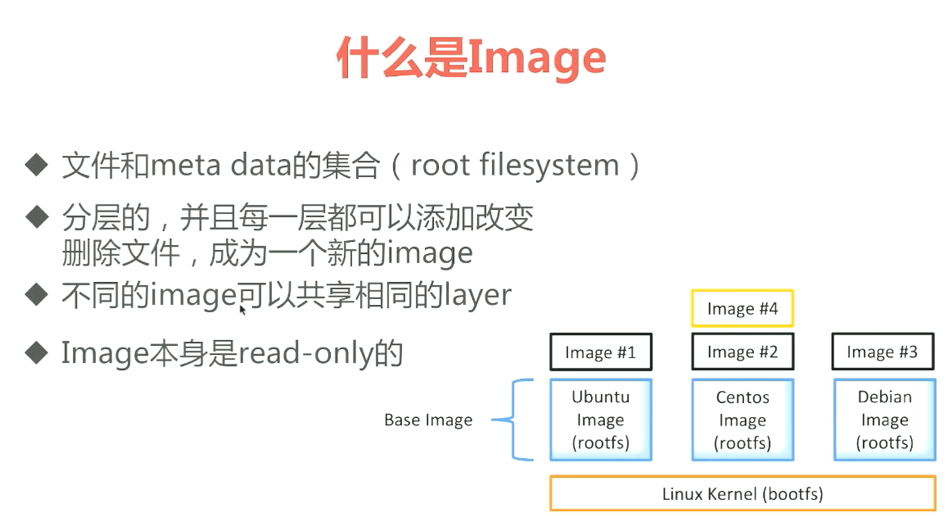 什么是Image
◆ 文件和meta data的集合（root filesystem）
◆ 分层的，并且每一层都可以添加改变
删除文件，成为一个新的image
◆ 不同的image可以共享相同的layer
◆ Image本身是read-only的
Image #4
Image #1
Image #2
Image #3
Base Image
Ubuntu
Image
(rootfs)
Centos
Image
(rootfs)
Debian
Image
(rootfs)
Linux Kernel (bootfs)